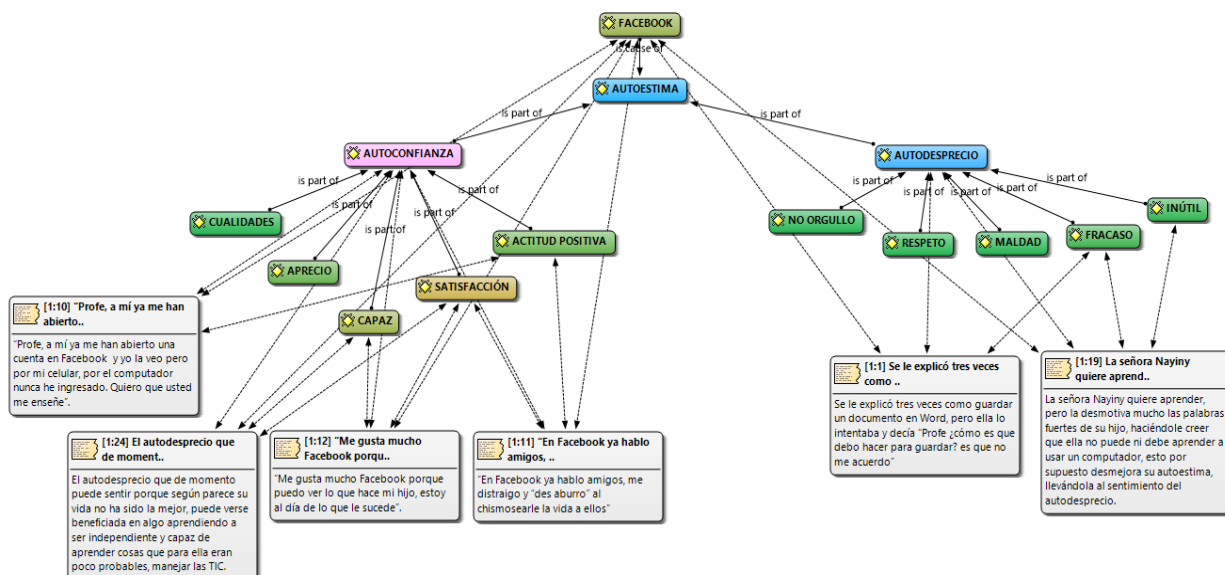 FACEBOOK
is cause of
AUTOESTIMA
is part of
is part of
AUTOCONFIANZA
AUTODESPRECIO
is part of
is part of
is part of
is part of
is part of
is part of
is part of
is part of
is part of
is part of
CUALIDADES
NO ORGULLO
INÚTIL
ACTITUD POSITIVA
RESPETO
MALDAD
FRACASO
APRECIO
SATISFACCIÓN
CAPAZ
[1:10] “Profe, a mí ya me han
abierto..
“Profe, a mí ya me han abierto una
cuenta en Facebook y yo la veo pero
por mi celular, por el computador
nunca he ingresado. Quiero que usted
me enseñe”.
[1:24] El autodesprecio que
de moment..
El autodesprecio que de momento
puede sentir porque según parece su
vida no ha sido la mejor, puede verse
beneficiada en algo aprendiendo a
ser independiente y capaz de
aprender cosas que para ella eran
poco probables, manejar las TIC.
[1:12] “Me gusta mucho
Facebook porqu..
“Me gusta mucho Facebook porque
puedo ver lo que hace mi hijo, estoy
al día de lo que le sucede”.
[1:11] “En Facebook ya hablo
amigos, ..
“En Facebook ya hablo amigos, me
distraigo y “des aburro” al
chismosearle la vida a ellos”
[1:1] Se le explicó tres veces
como ..
Se le explicó tres veces como guardar
un documento en Word, pero ella lo
intentaba y decía “Profe ¿cómo es que
debo hacer para guardar? es que no
me acuerdo”
[1:19] La señora Nayiny
quiere aprend..
La señora Nayiny quiere aprender,
pero la desmotiva mucho las palabras
fuertes de su hijo, haciéndole creer
que ella no puede ni debe aprender a
usar un computador, esto por
supuesto desmejora su autoestima,
llevándola al sentimiento del
autodesprecio.